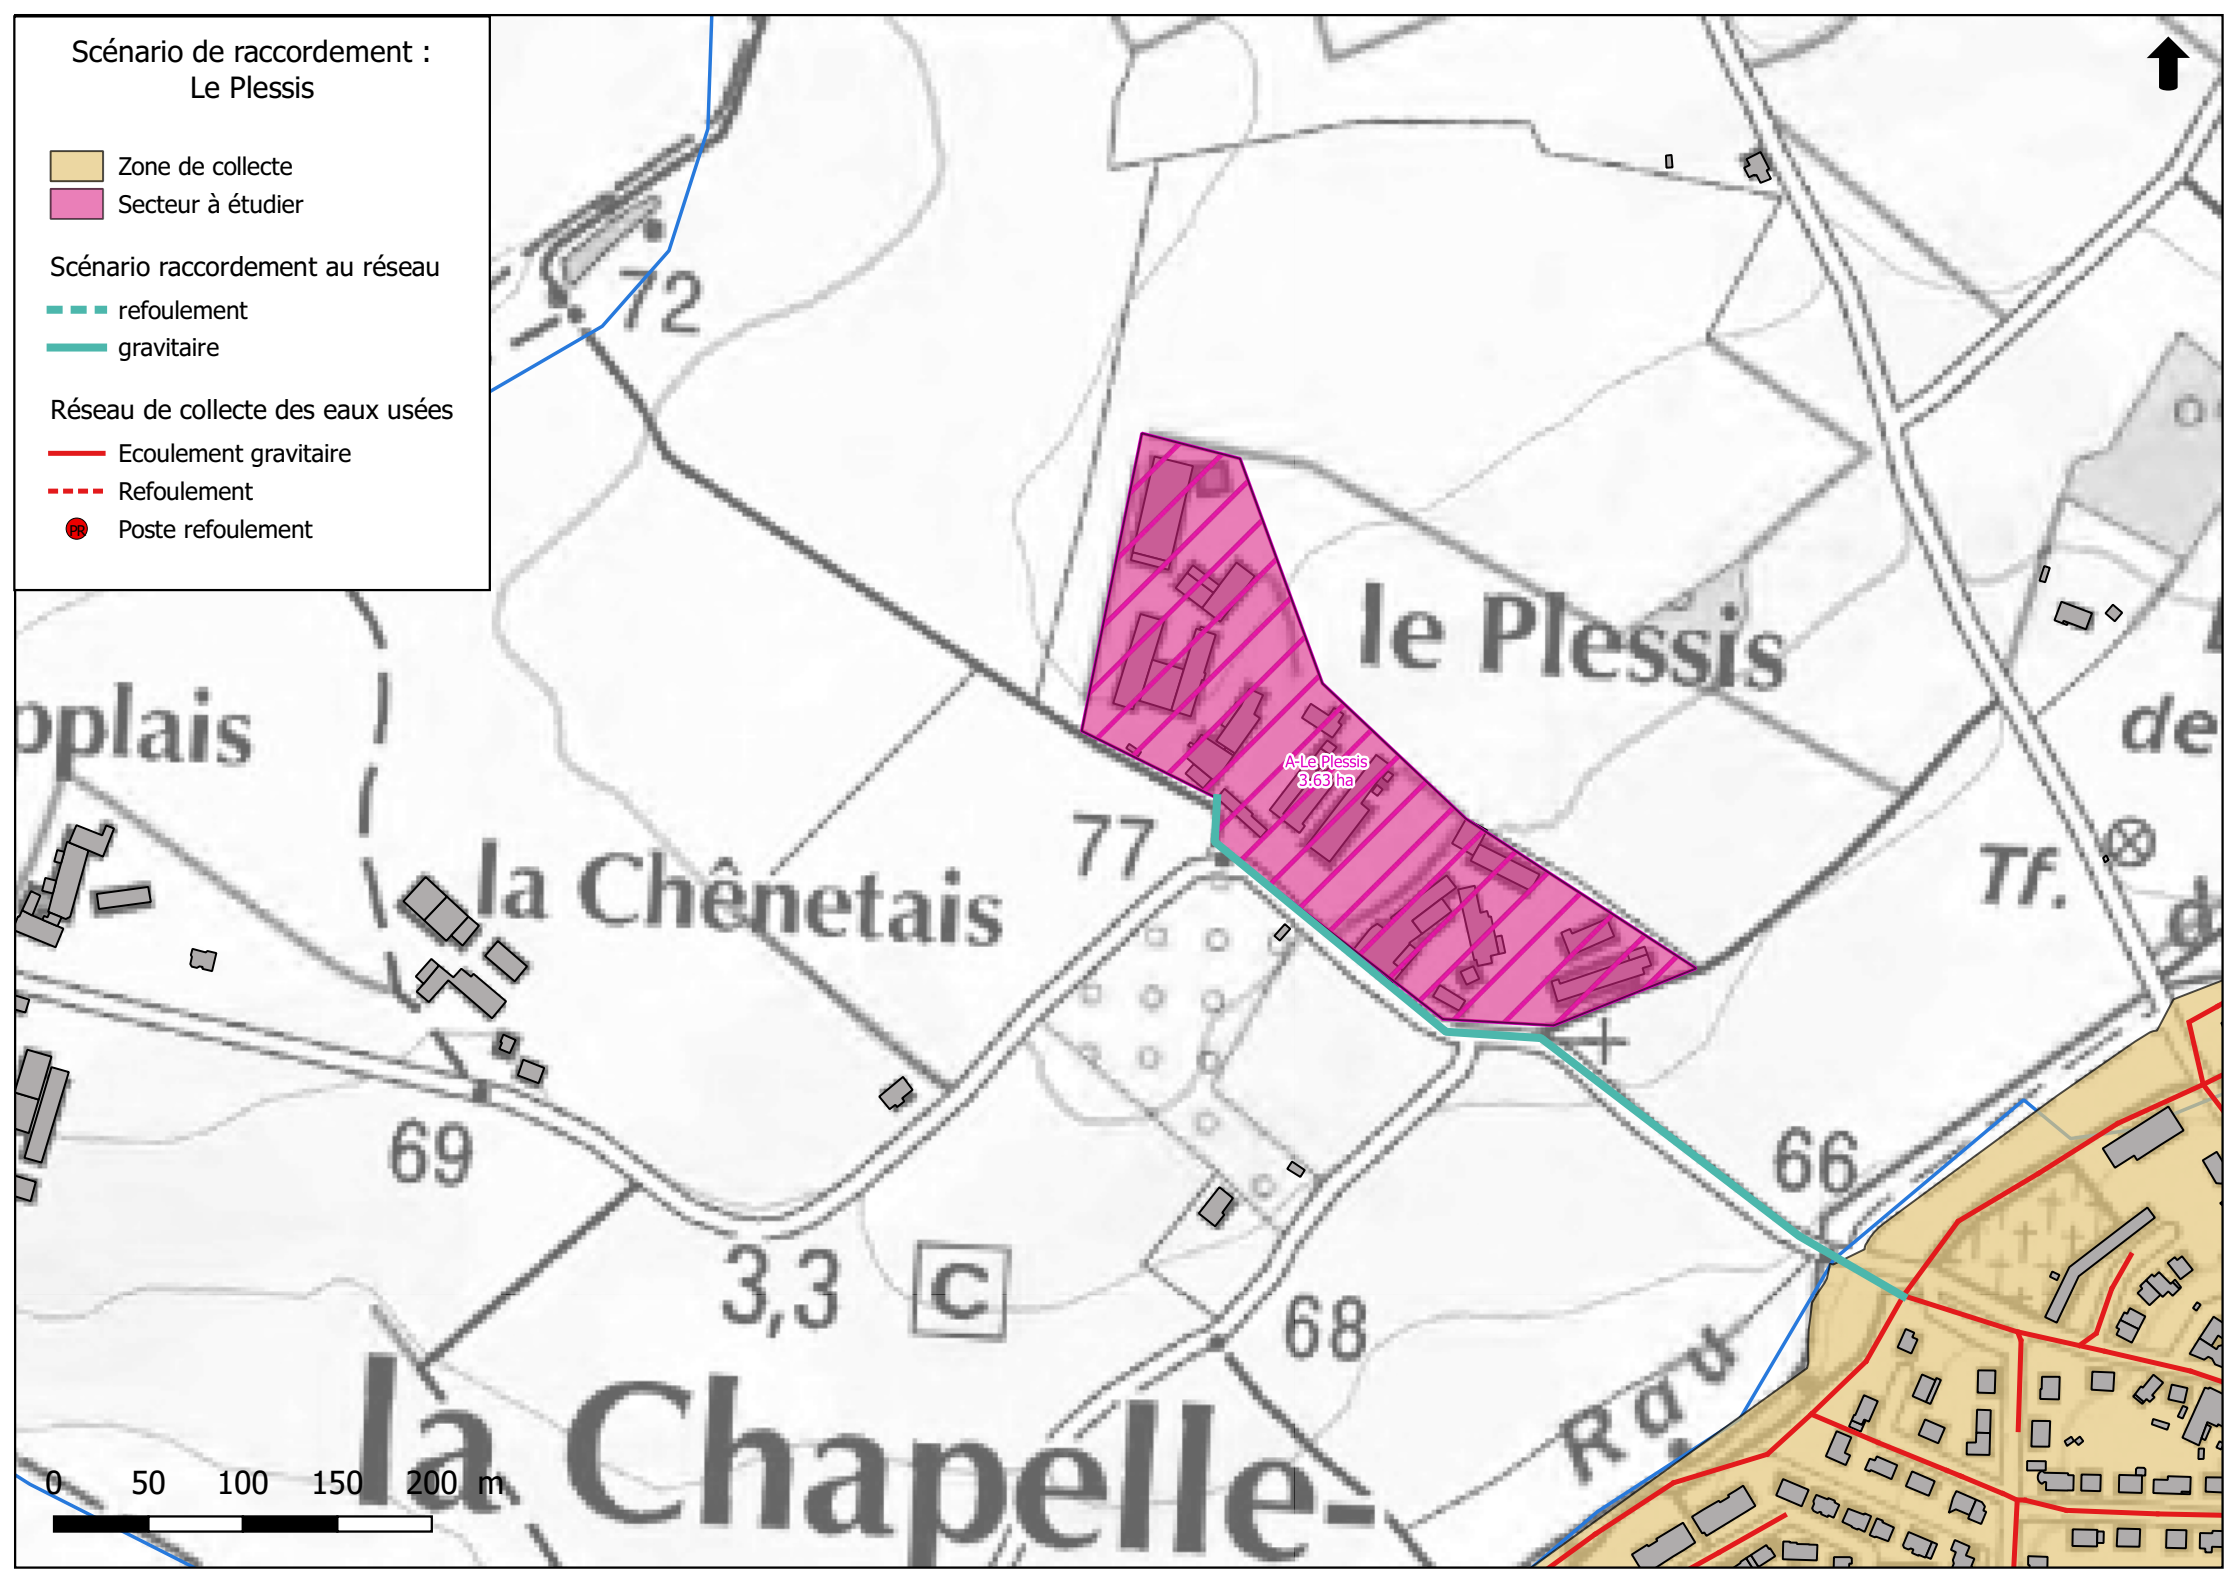 Scénario de raccordement :
Le Plessis
Zone de collecte
Secteur à étudier
Scénario raccordement au réseau
refoulement
gravitaire
Réseau de collecte des eaux usées
Ecoulement gravitaire
Refoulement
PR
Poste refoulement
72
le Plessis
oplais
de
A-Le Plessis
3.63 ha
77
la Chênetais
Tf.
d
69
66
3,3
C
68
Rau
la Chapelle-
0 50 100 150 200 m